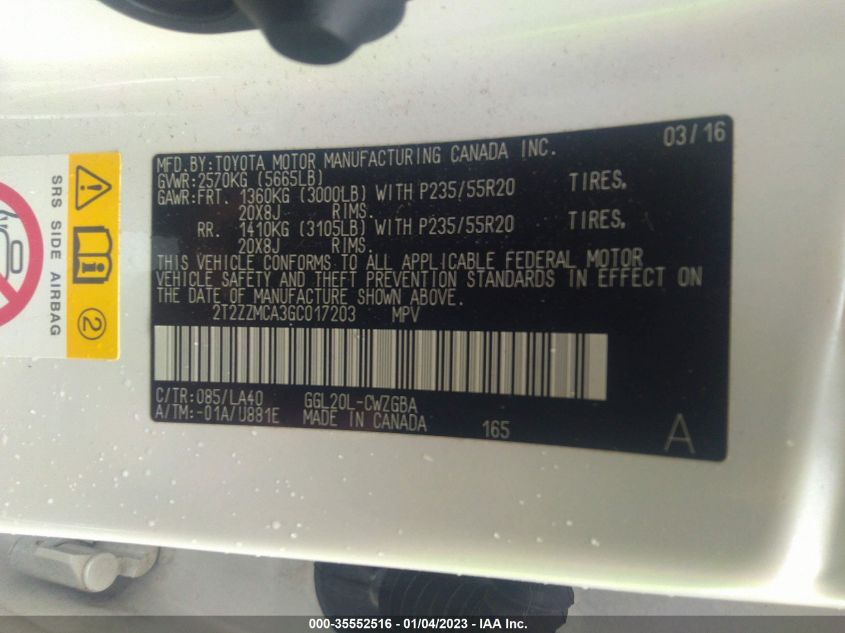 03/16
MFD.BY:TOYOTA MOTOR MANUFACTURING CANADA INC.
GVWR:2570KG (5665LB)
GAWR:FRT. 1360KG (3000LB) WITH P235/55R20 TIRES,
20X8J RIMS.
RR. 1410KG (3105LB) WITH P235/55R20 TIRES,
20X8J RIMS.
THIS VEHICLE CONFORMS TO ALL APPLICABLE FEDERAL MOTOR
VEHICLE SAFETY AND THEFT PREVENTION STANDARDS IN EFFECT ON
THE DATE OF MANUFACTURE SHOWN ABOVE.
2T2ZZMCA3GC017203 MPV
C/TR:085/LA40 GGL20L-CWZGBA
A/TM:-01A/U881E MADE IN CANADA 165
A
SRS SIDE AIRBAG
2
000-35552516 - 01/04/2023 - IAA Inc.